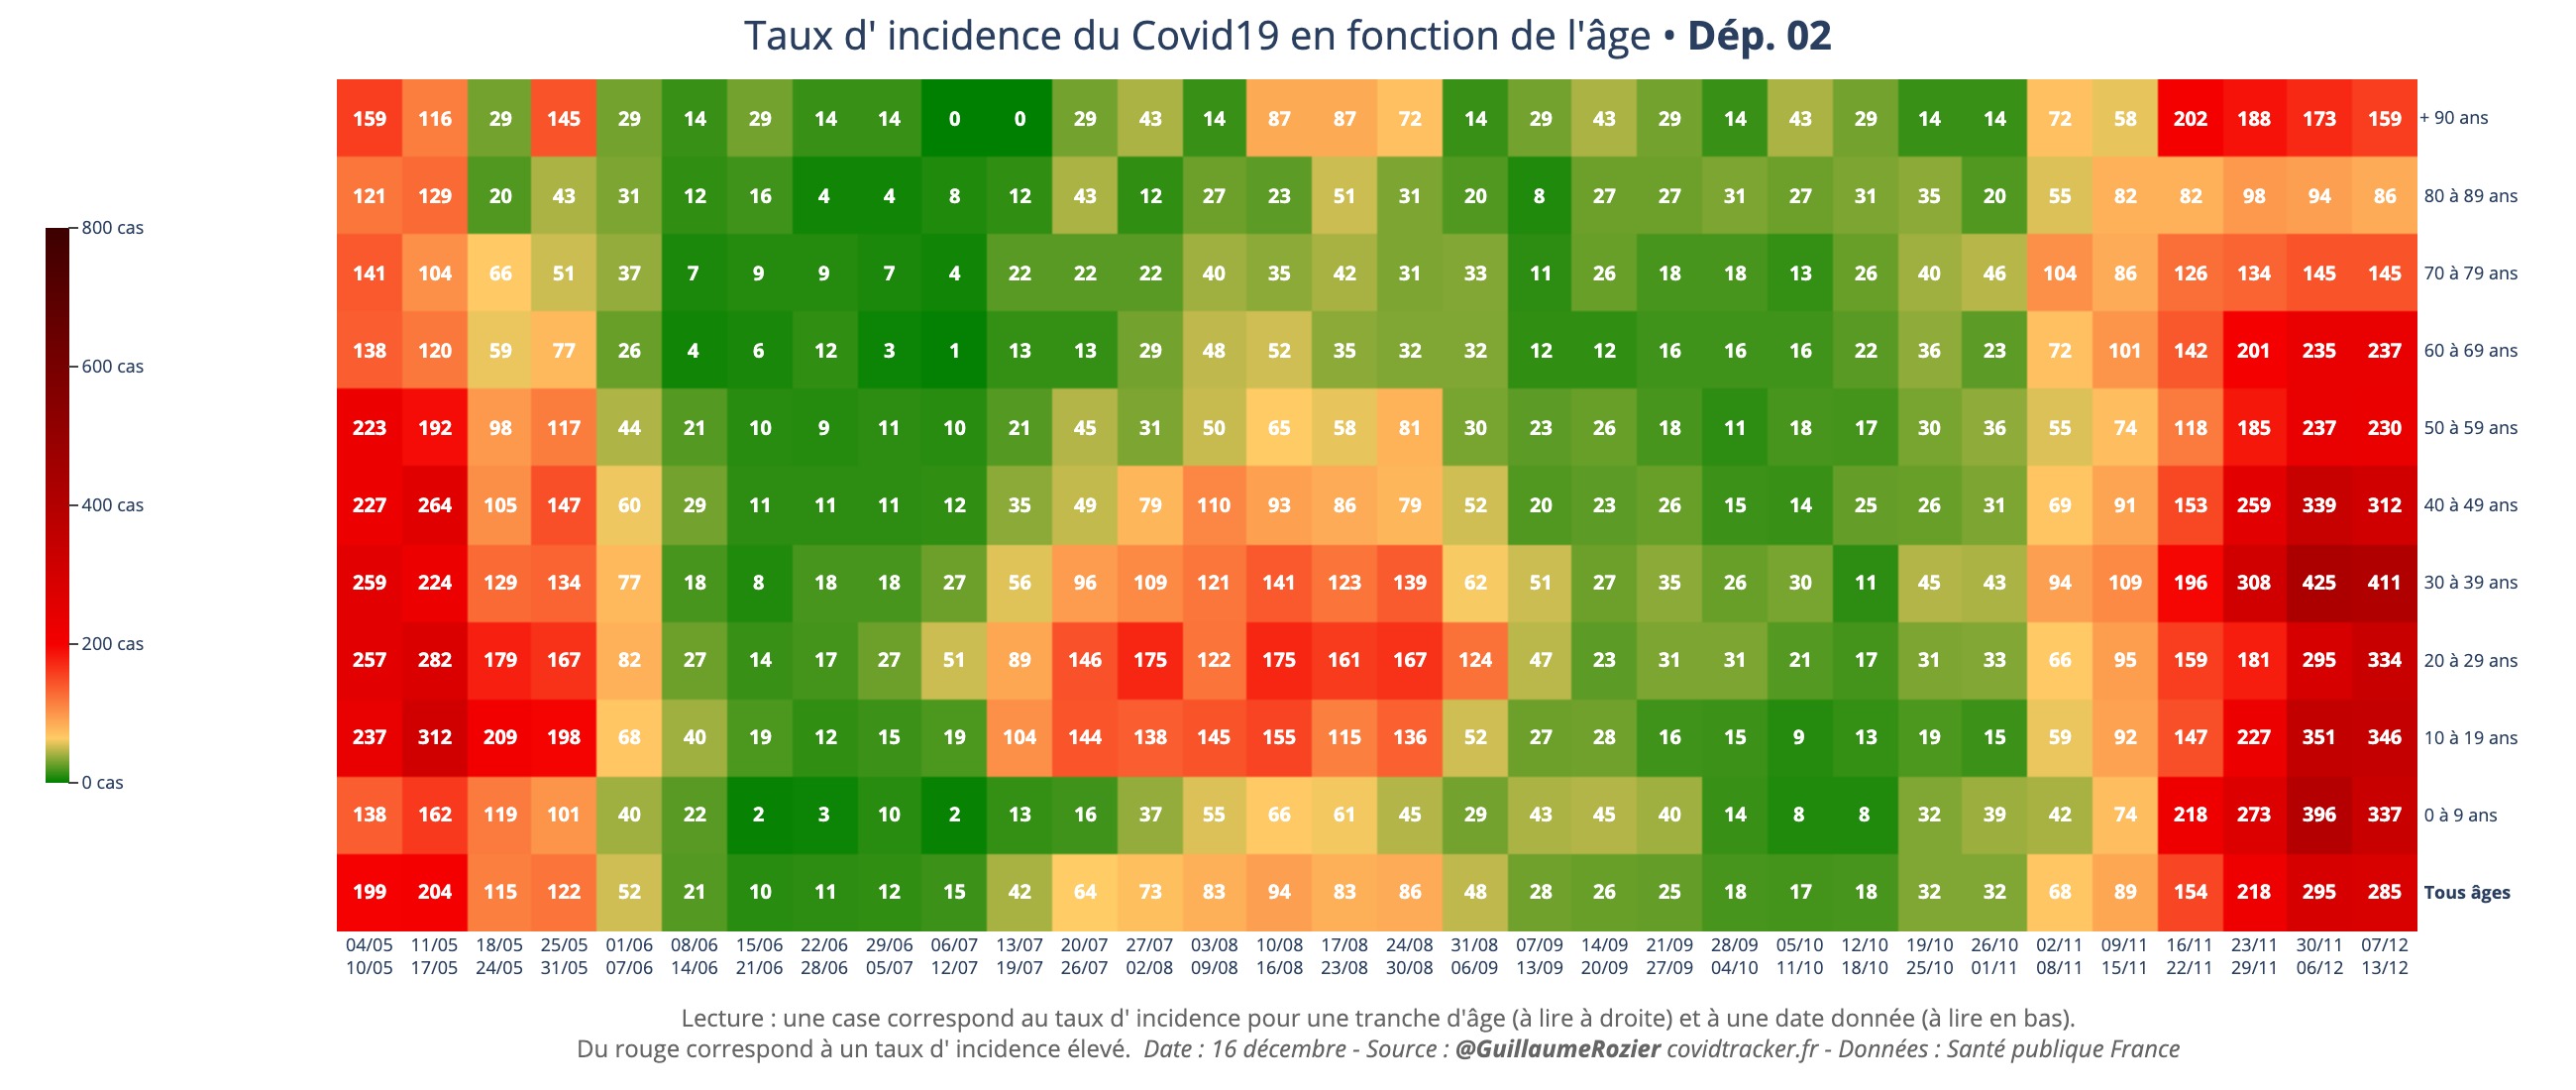 Taux d' incidence du Covid19 en fonction de l'âge • Dép. 02
800 cas
600 cas
400 cas
200 cas
0 cas
159 116 29 145 29 14 29 14 14 0 0 29 43 14 87 87 72 14 29 43 29 14 43 29 14 14 72 58 202 188 173 159 + 90 ans
121 129 20 43 31 12 16 4 4 8 12 43 12 27 23 51 31 20 8 27 27 31 27 31 35 20 55 82 82 98 94 86 80 à 89 ans
141 104 66 51 37 7 9 9 7 4 22 22 22 40 35 42 31 33 11 26 18 18 13 26 40 46 104 86 126 134 145 145 70 à 79 ans
138 120 59 77 26 4 6 12 3 1 13 13 29 48 52 35 32 32 12 12 16 16 16 22 36 23 72 101 142 201 235 237 60 à 69 ans
223 192 98 117 44 21 10 9 11 10 21 45 31 50 65 58 81 30 23 26 18 11 18 17 30 36 55 74 118 185 237 230 50 à 59 ans
227 264 105 147 60 29 11 11 11 12 35 49 79 110 93 86 79 52 20 23 26 15 14 25 26 31 69 91 153 259 339 312 40 à 49 ans
259 224 129 134 77 18 8 18 18 27 56 96 109 121 141 123 139 62 51 27 35 26 30 11 45 43 94 109 196 308 425 411 30 à 39 ans
257 282 179 167 82 27 14 17 27 51 89 146 175 122 175 161 167 124 47 23 31 31 21 17 31 33 66 95 159 181 295 334 20 à 29 ans
237 312 209 198 68 40 19 12 15 19 104 144 138 145 155 115 136 52 27 28 16 15 9 13 19 15 59 92 147 227 351 346 10 à 19 ans
138 162 119 101 40 22 2 3 10 2 13 16 37 55 66 61 45 29 43 45 40 14 8 8 32 39 42 74 218 273 396 337 0 à 9 ans
199 204 115 122 52 21 10 11 12 15 42 64 73 83 94 83 86 48 28 26 25 18 17 18 32 32 68 89 154 218 295 285 Tous âges
04/05 11/05 18/05 25/05 01/06 08/06 15/06 22/06 29/06 06/07 13/07 20/07 27/07 03/08 10/08 17/08 24/08 31/08 07/09 14/09 21/09 28/09 05/10 12/10 19/10 26/10 02/11 09/11 16/11 23/11 30/11 07/12
10/05 17/05 24/05 31/05 07/06 14/06 21/06 28/06 05/07 12/07 19/07 26/07 02/08 09/08 16/08 23/08 30/08 06/09 13/09 20/09 27/09 04/10 11/10 18/10 25/10 01/11 08/11 15/11 22/11 29/11 06/12 13/12
Lecture : une case correspond au taux d' incidence pour une tranche d'âge (à lire à droite) et à une date donnée (à lire en bas).
Du rouge correspond à un taux d' incidence élevé. Date : 16 décembre - Source : @GuillaumeRozier covidtracker.fr - Données : Santé publique France